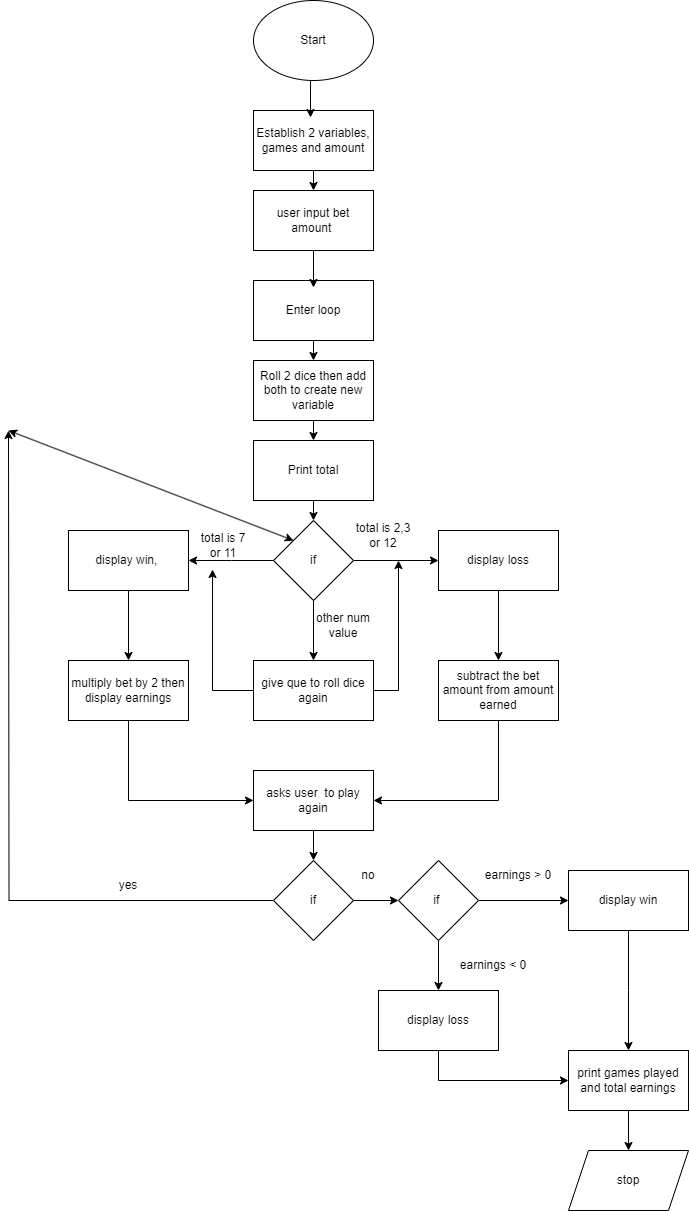 Start
Establish 2 variables,
games and amount
user input bet
amount
Enter loop
Roll 2 dice then add
both to create new
variable
Print total
total is 7
or 11
if
total is 2,3
or 12
display win,
display loss
other num
value
multiply bet by 2 then
display earnings
give que to roll dice
again
subtract the bet
amount from amount
earned
asks user to play
again
yes
if
no
if
earnings > 0
display win
earnings < 0
display loss
print games played
and total earnings
stop